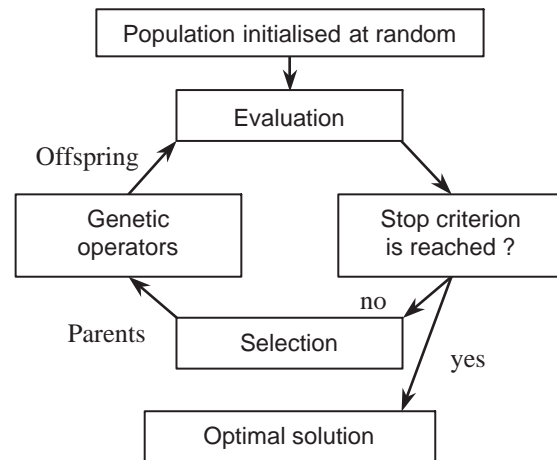 Population initialised at random
Evaluation
Offspring
Genetic
operators
Stop criterion
is reached ?
no
Parents
Selection
yes
Optimal solution